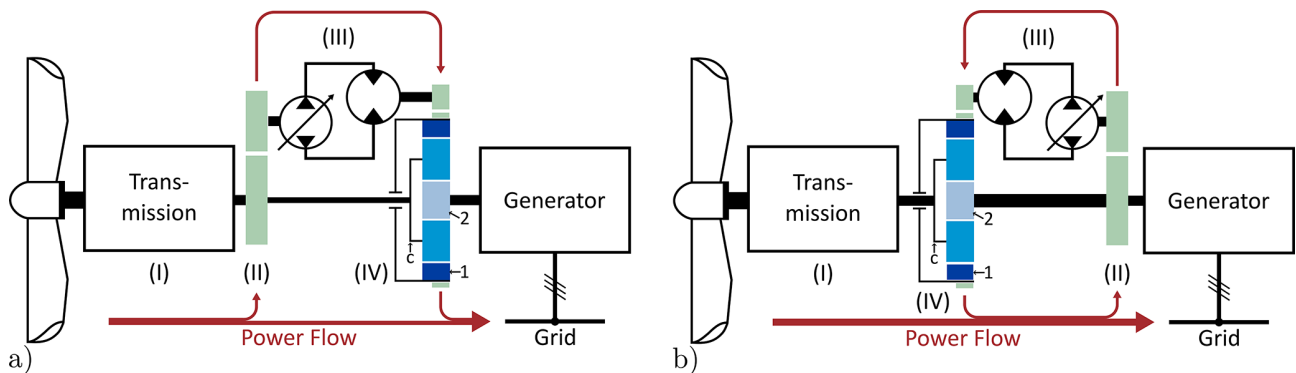 (III)
Trans-
mission
Generator
2
c
1
(I)
(II)
(IV)
Power Flow
Grid
a)
(III)
Trans-
mission
Generator
2
c
1
(I)
(II)
(IV)
Power Flow
Grid
b)